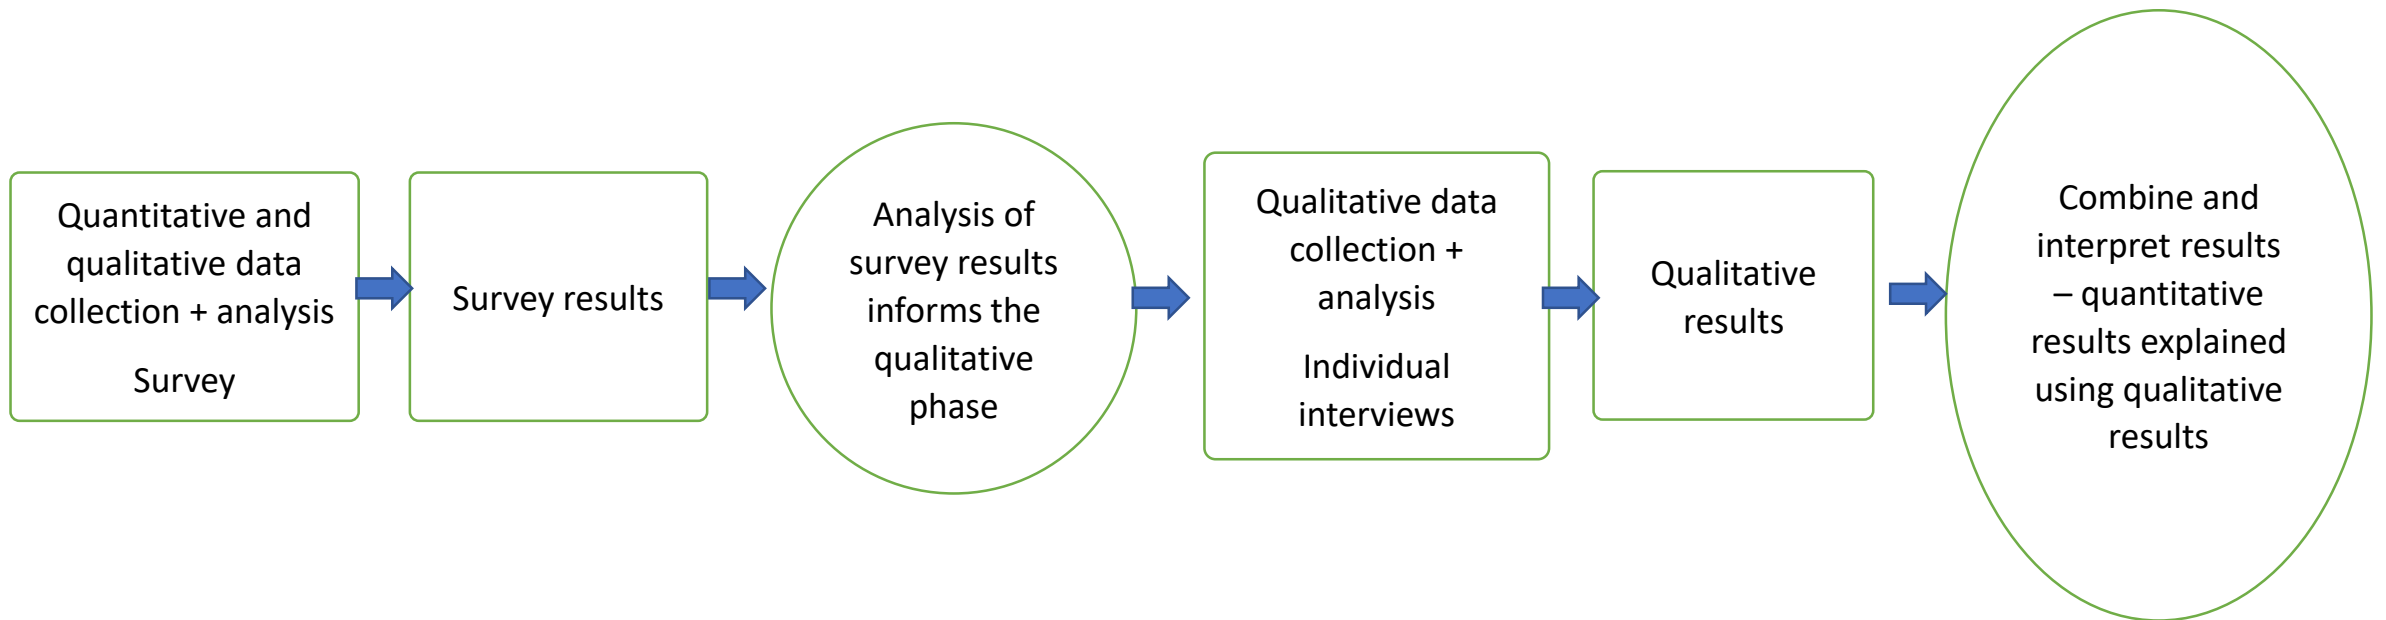 Quantitative and
qualitative data
collection + analysis
Survey
Survey results
Analysis of
survey results
informs the
qualitative
phase
Qualitative data
collection +
analysis
Individual
interviews
Qualitative
results
Combine and
interpret results
– quantitative
results explained
using qualitative
results